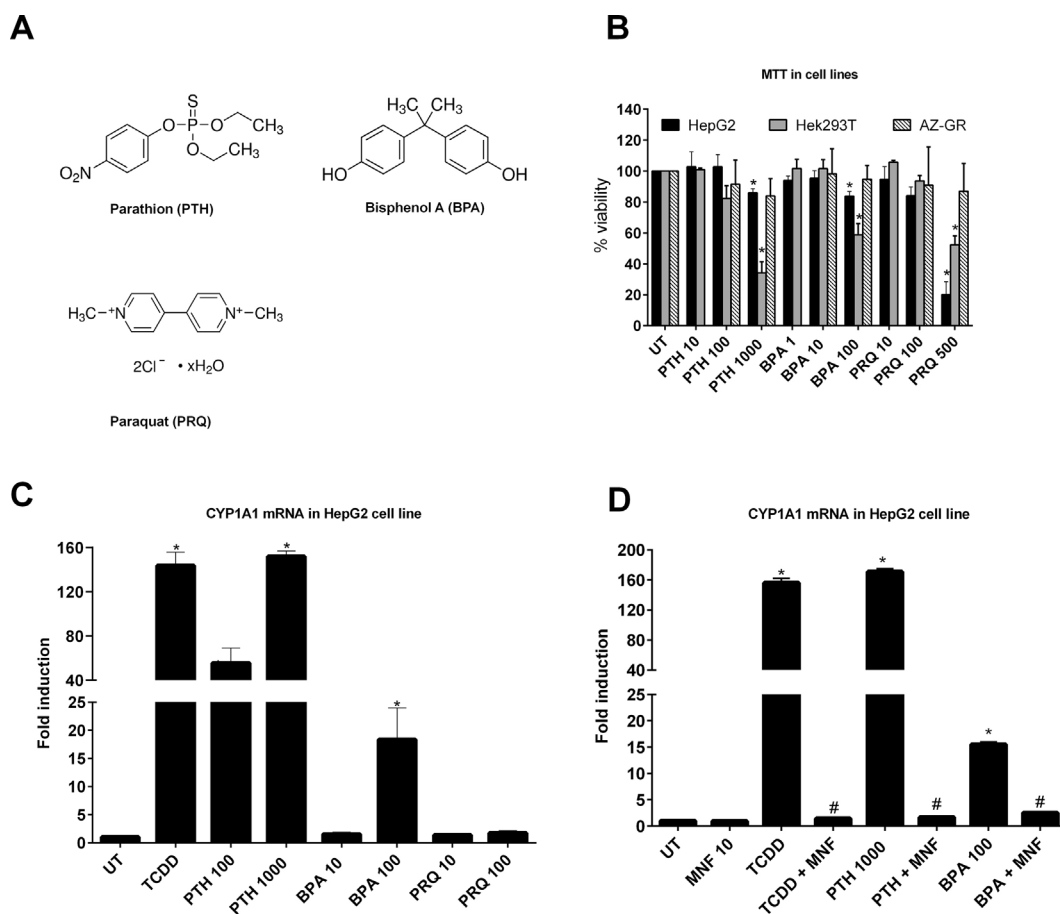 A
S
O
P
O
CH₃
O
CH₃
O₂N
Parathion (PTH)
H₃C
CH₃
HO
OH
Bisphenol A (BPA)
H₃C
N⁺
N⁺
CH₃
2Cl⁻ • xH₂O
Paraquat (PRQ)
B
MTT in cell lines
HepG2 Hek293T AZ-GR
% viability
140
120
100
80
60
40
20
0
* * * * * *
UT PTH 10 PTH 100 PTH 1000 BPA 1 BPA 10 BPA 100 PRQ 10 PRQ 100 PRQ 500
C
CYP1A1 mRNA in HepG2 cell line
Fold induction
160
120
80
40
25
20
15
10
5
0
* * *
UT TCDD PTH 100 PTH 1000 BPA 10 BPA 100 PRQ 10 PRQ 100
D
CYP1A1 mRNA in HepG2 cell line
Fold induction
200
160
120
80
40
25
20
15
10
5
0
* # * # * #
UT MNF 10 TCDD TCDD + MNF PTH 1000 PTH + MNF BPA 100 BPA + MNF